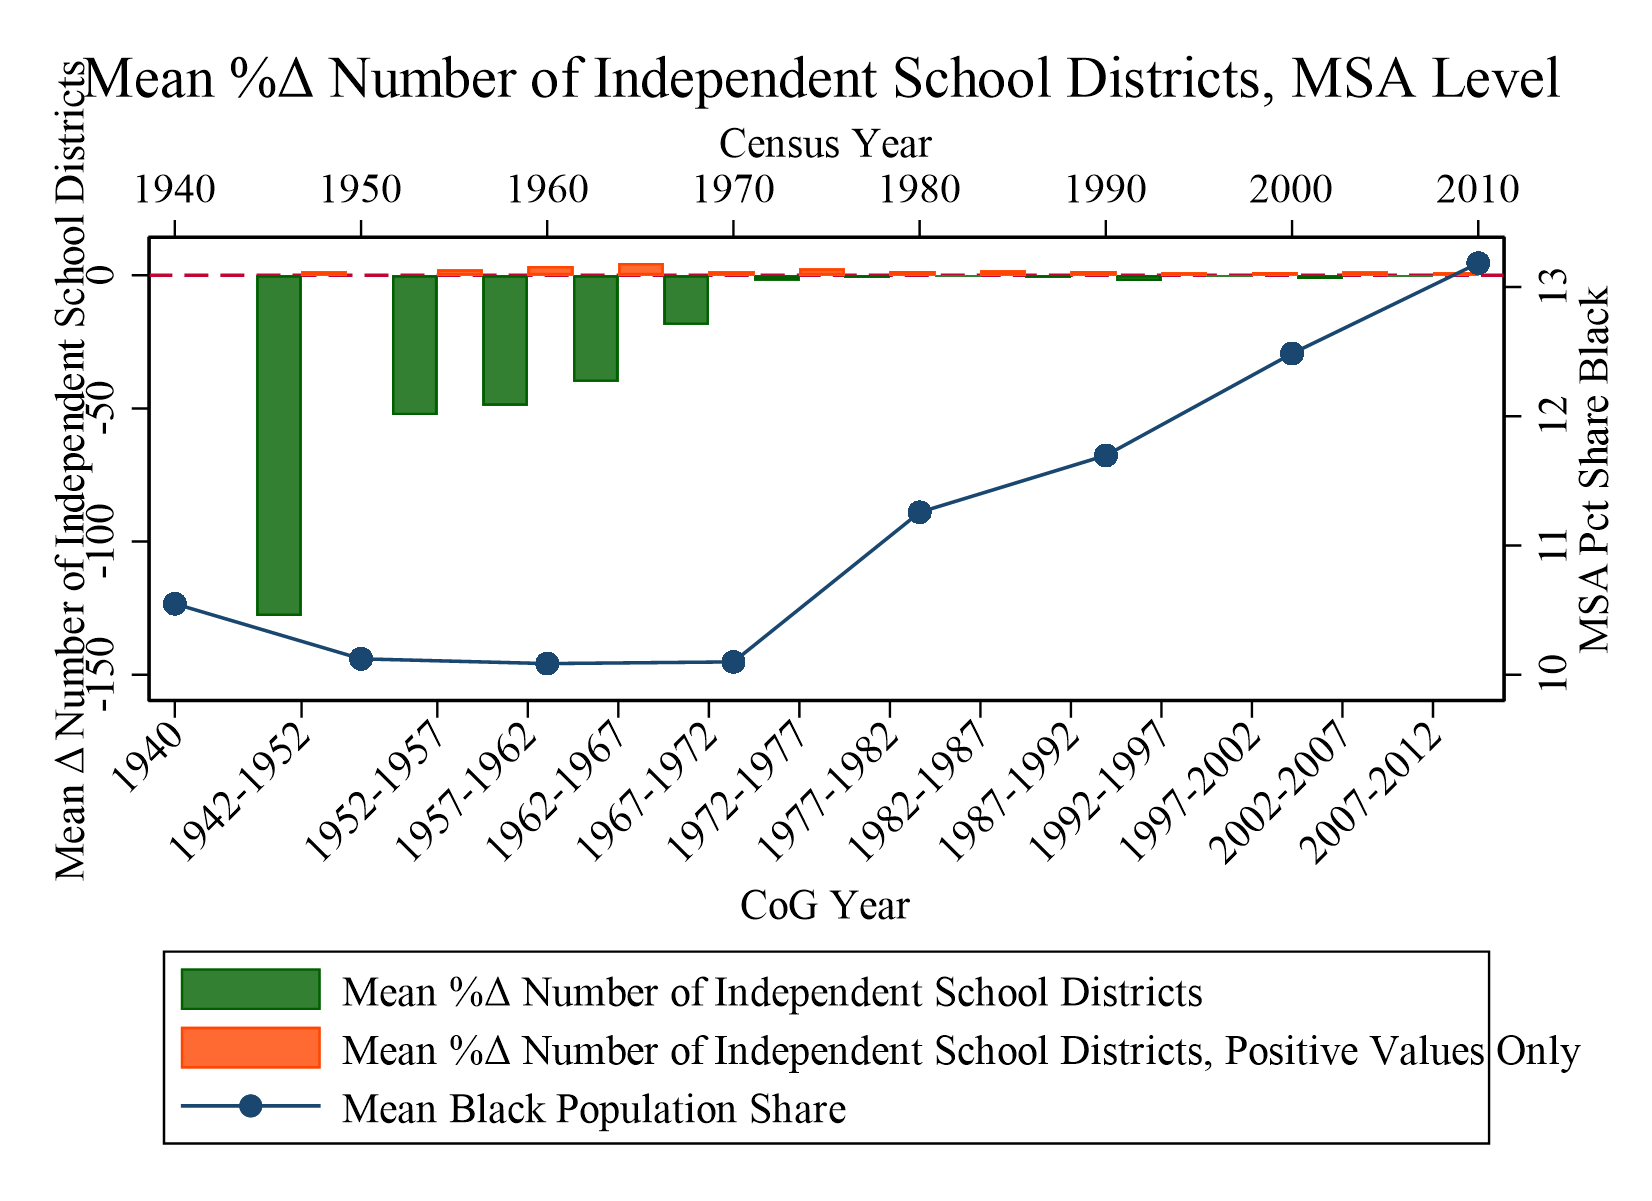 Mean %Δ Number of Independent School Districts, MSA Level
Census Year
1940 1950 1960 1970 1980 1990 2000 2010
Mean Δ Number of Independent School Districts
0
-50
-100
-150
13
12
11
10
MSA Pct Share Black
1940
1942-1952
1952-1957
1957-1962
1962-1967
1967-1972
1972-1977
1977-1982
1982-1987
1987-1992
1992-1997
1997-2002
2002-2007
2007-2012
CoG Year
Mean %Δ Number of Independent School Districts
Mean %Δ Number of Independent School Districts, Positive Values Only
Mean Black Population Share